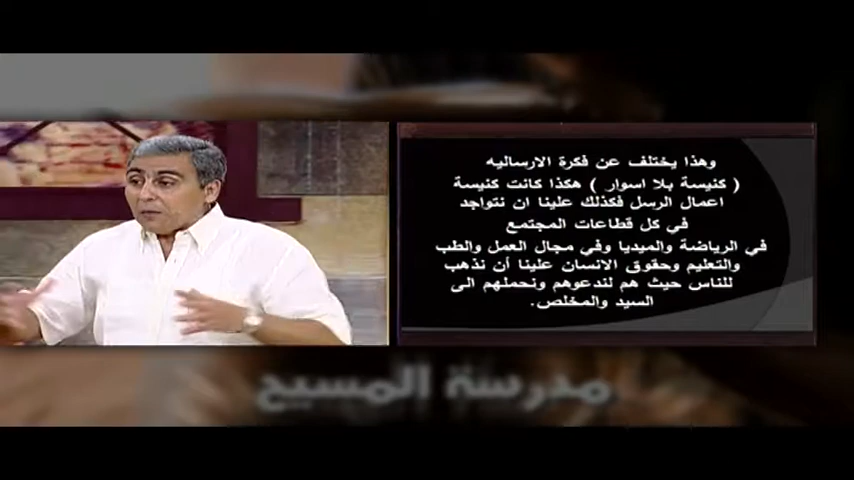 وهذا يختلف عن فكرة الارساليه
( كنيسة بلا اسوار ) هكذا كانت كنيسة
اعمال الرسل فكذلك علينا ان نتواجد
في كل قطاعات المجتمع
في الرياضة والميديا وفي مجال العمل والطب
والتعليم وحقوق الانسان علينا أن نذهب
للناس حيث هم لندعوهم ونحملهم الى
السيد والمخلص.
مدرسة المسيح